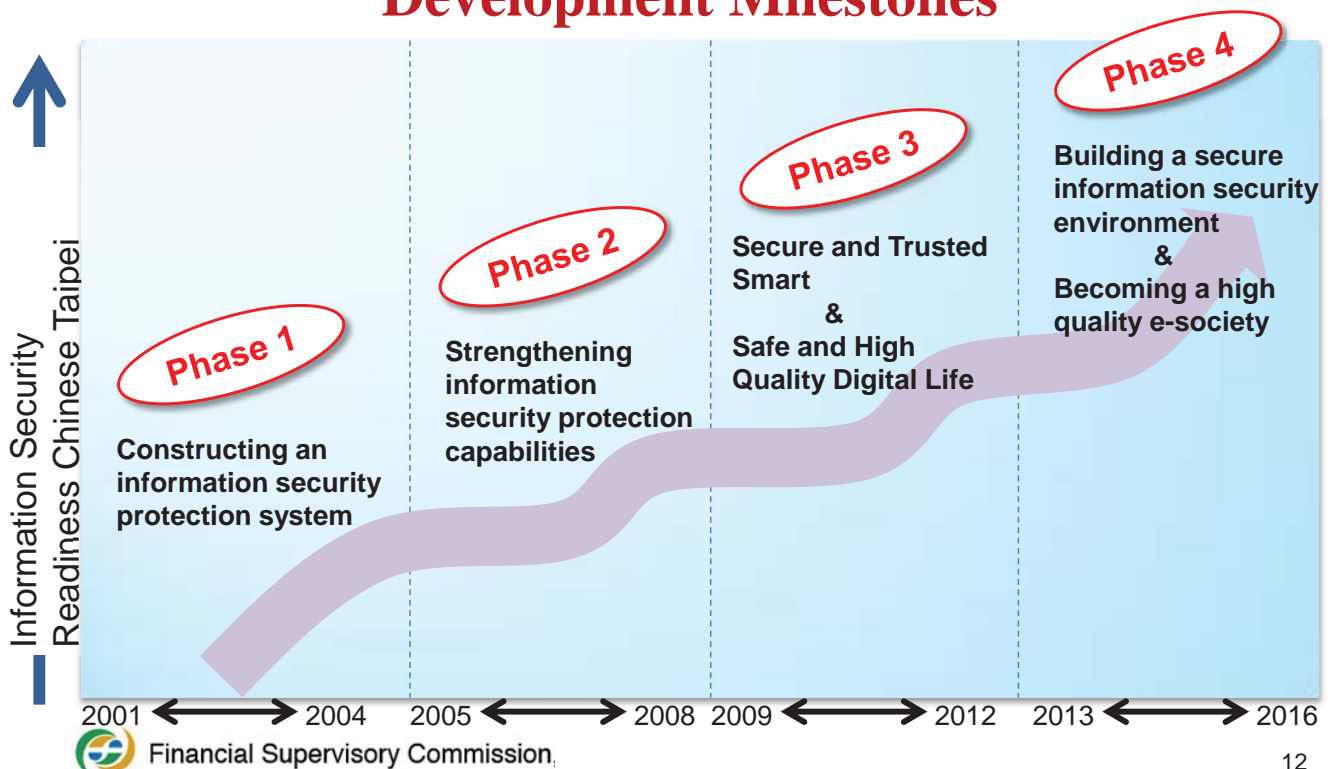 Development Milestones
Phase 4
Building a secure
information security
environment
&
Becoming a high
quality e-society
Phase 3
Secure and Trusted
Smart
&
Safe and High
Quality Digital Life
Phase 2
Strengthening
information
security protection
capabilities
Phase 1
Constructing an
information security
protection system
Information Security
Readiness Chinese Taipei
2001 2004 2005 2008 2009 2012 2013 2016
Financial Supervisory Commission,
12